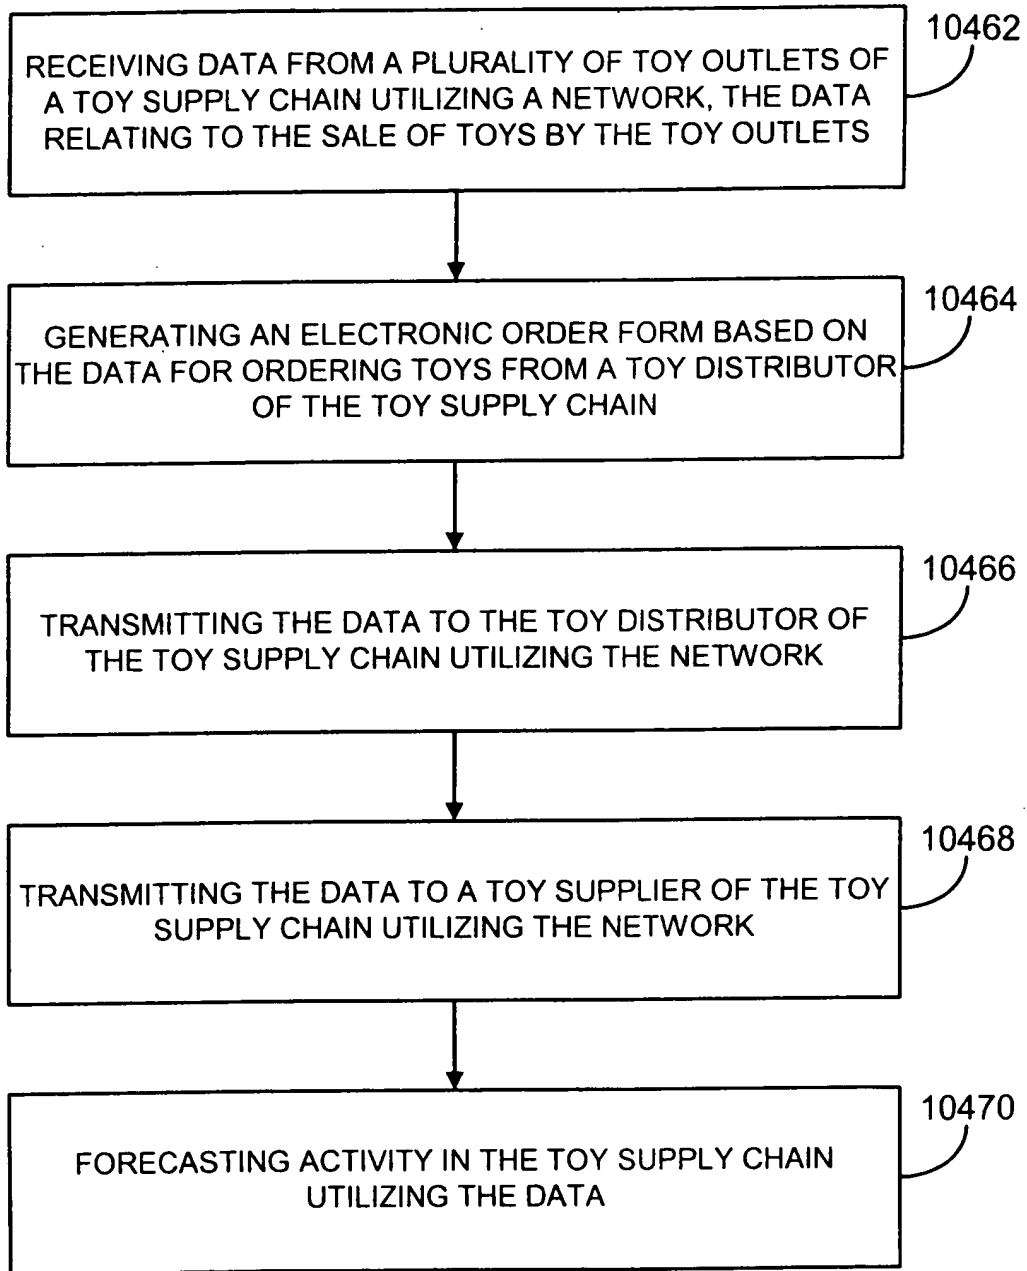 10462
RECEIVING DATA FROM A PLURALITY OF TOY OUTLETS OF
A TOY SUPPLY CHAIN UTILIZING A NETWORK, THE DATA
RELATING TO THE SALE OF TOYS BY THE TOY OUTLETS
10464
GENERATING AN ELECTRONIC ORDER FORM BASED ON
THE DATA FOR ORDERING TOYS FROM A TOY DISTRIBUTOR
OF THE TOY SUPPLY CHAIN
10466
TRANSMITTING THE DATA TO THE TOY DISTRIBUTOR OF
THE TOY SUPPLY CHAIN UTILIZING THE NETWORK
10468
TRANSMITTING THE DATA TO A TOY SUPPLIER OF THE TOY
SUPPLY CHAIN UTILIZING THE NETWORK
10470
FORECASTING ACTIVITY IN THE TOY SUPPLY CHAIN
UTILIZING THE DATA